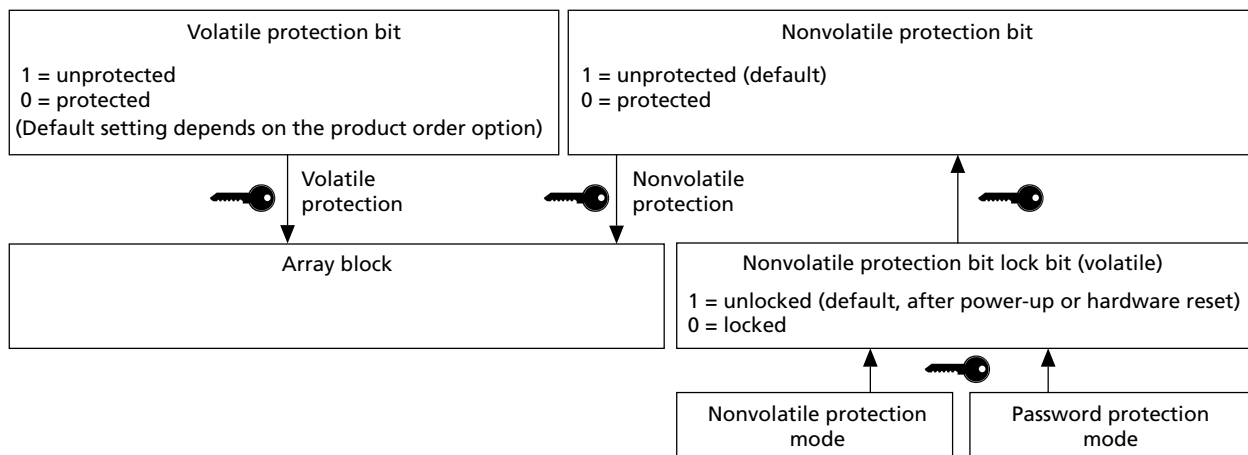 Volatile protection bit
1 = unprotected
0 = protected
(Default setting depends on the product order option)
Nonvolatile protection bit
1 = unprotected (default)
0 = protected
Volatile
protection
Nonvolatile
protection
Array block
Nonvolatile protection bit lock bit (volatile)
1 = unlocked (default, after power-up or hardware reset)
0 = locked
Nonvolatile protection
mode
Password protection
mode